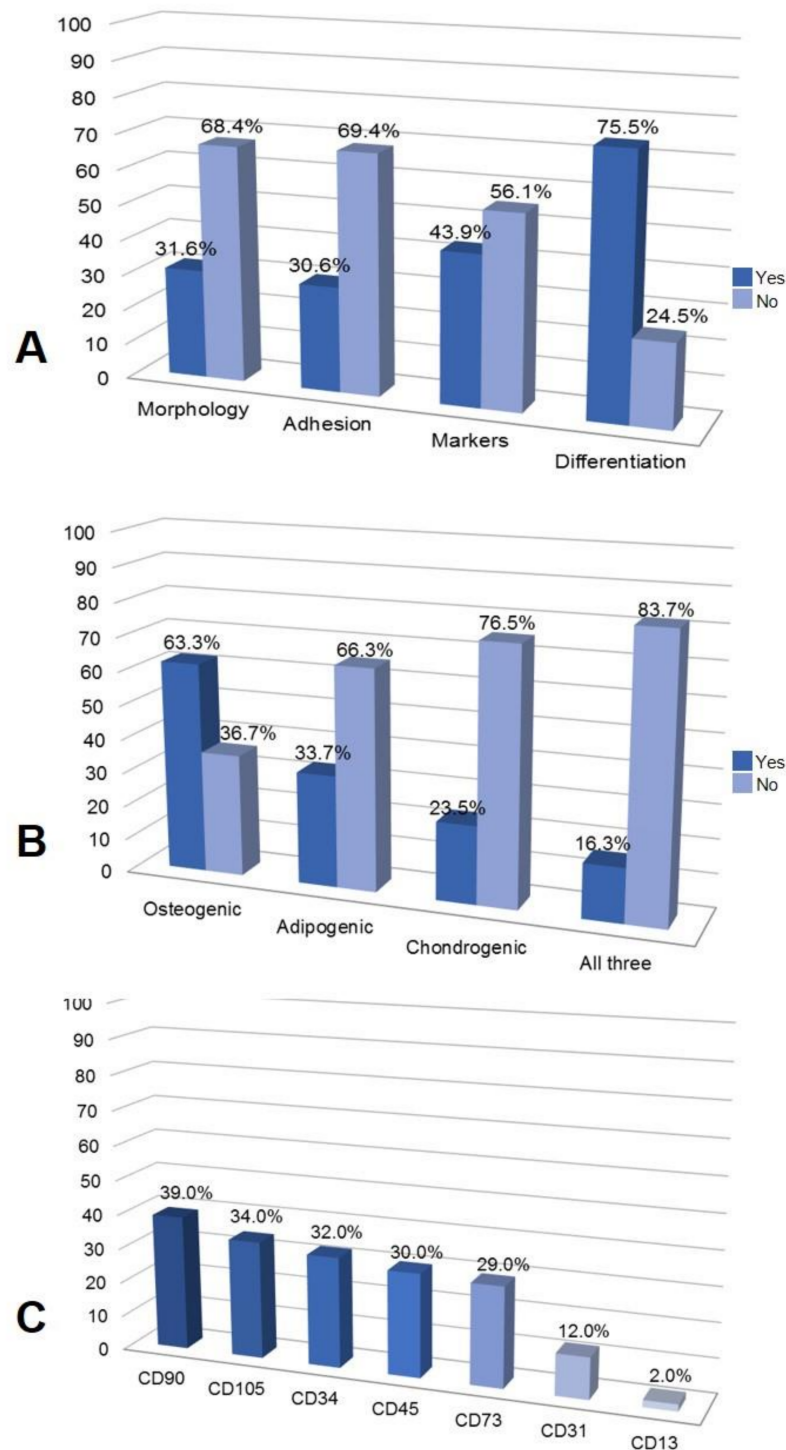 100
90
80
70
60
50
40
30
20
10
0
68.4%
69.4%
75.5%
56.1%
43.9%
31.6%
30.6%
24.5%
Yes
No
A
Morphology
Adhesion
Markers
Differentiation
100
90
80
70
60
50
40
30
20
10
0
63.3%
36.7%
33.7%
66.3%
23.5%
76.5%
16.3%
83.7%
Yes
No
B
Osteogenic
Adipogenic
Chondrogenic
All three
100
90
80
70
60
50
40
30
20
10
0
39.0%
34.0%
32.0%
30.0%
29.0%
12.0%
2.0%
C
CD90
CD105
CD34
CD45
CD73
CD31
CD13